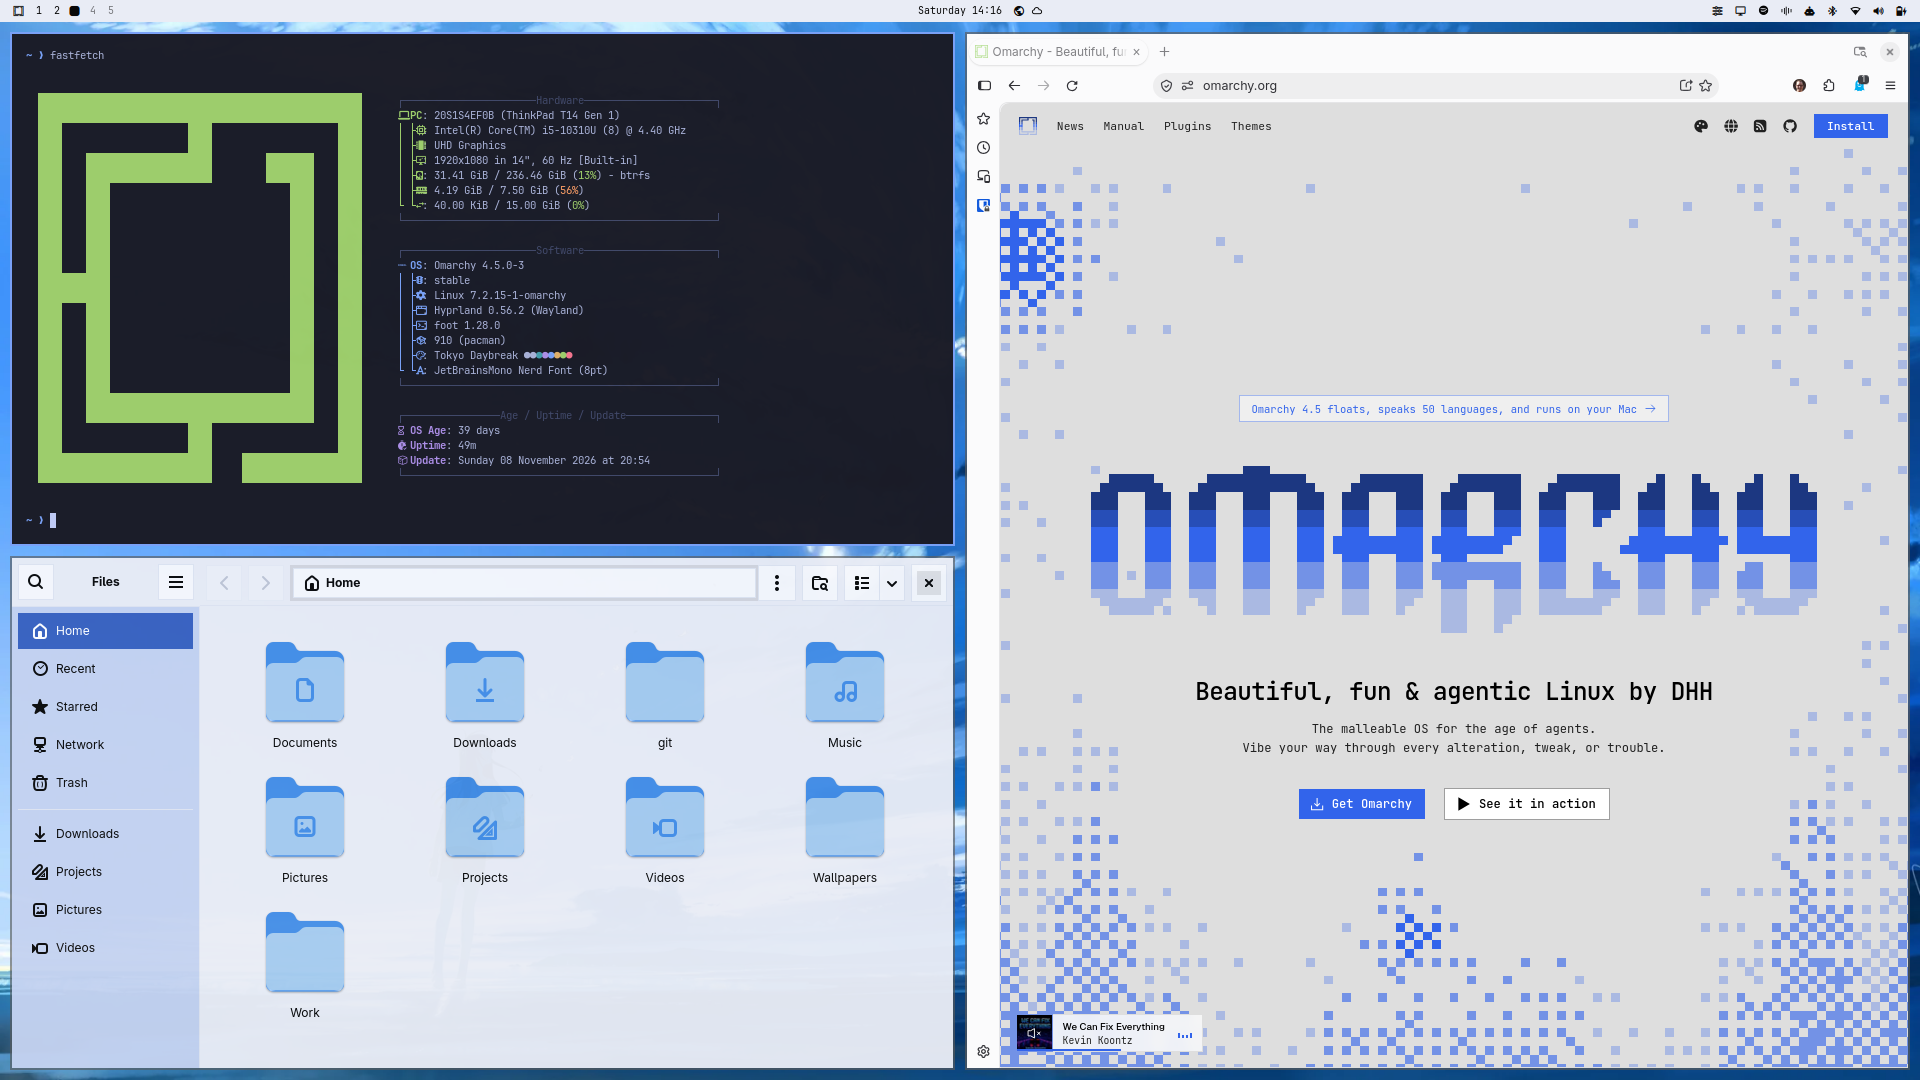 1 2 4 5
Saturday 14:16
~ ❯ fastfetch
Hardware
PC: 20S1S4EF0B (ThinkPad T14 Gen 1)
Intel(R) Core(TM) i5-10310U (8) @ 4.40 GHz
UHD Graphics
1920x1080 in 14", 60 Hz [Built-in]
31.41 GiB / 236.46 GiB (13%) - btrfs
4.19 GiB / 7.50 GiB (56%)
40.00 KiB / 15.00 GiB (0%)
Software
OS: Omarchy 4.5.0-3
stable
Linux 7.2.15-1-omarchy
Hyprland 0.56.2 (Wayland)
foot 1.28.0
910 (pacman)
Tokyo Daybreak
JetBrainsMono Nerd Font (8pt)
Age / Uptime / Update
OS Age: 39 days
Uptime: 49m
Update: Sunday 08 November 2026 at 20:54
~ ❯
Files
Home
Home
Recent
Starred
Network
Trash
Downloads
Projects
Pictures
Videos
Documents Downloads git Music
Pictures Projects Videos Wallpapers
Work
Omarchy - Beautiful, fu
omarchy.org
News Manual Plugins Themes
Install
Omarchy 4.5 floats, speaks 50 languages, and runs on your Mac →
OMARCHY
Beautiful, fun & agentic Linux by DHH
The malleable OS for the age of agents.
Vibe your way through every alteration, tweak, or trouble.
Get Omarchy
See it in action
We Can Fix Everything
Kevin Koontz